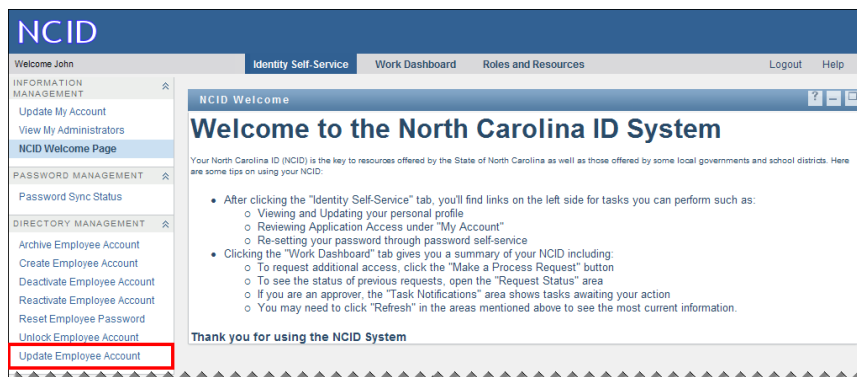 NCID
Welcome John
Identity Self-Service Work Dashboard Roles and Resources Logout Help
INFORMATION
MANAGEMENT
Update My Account
View My Administrators
NCID Welcome Page
PASSWORD MANAGEMENT
Password Sync Status
DIRECTORY MANAGEMENT
Archive Employee Account
Create Employee Account
Deactivate Employee Account
Reactivate Employee Account
Reset Employee Password
Unlock Employee Account
Update Employee Account
NCID Welcome ?
Welcome to the North Carolina ID System
Your North Carolina ID (NCID) is the key to resources offered by the State of North Carolina as well as those offered by some local governments and school districts. Here
are some tips on using your NCID:
After clicking the "Identity Self-Service" tab, you'll find links on the left side for tasks you can perform such as:
Viewing and Updating your personal profile
Reviewing Application Access under "My Account"
Re-setting your password through password self-service
Clicking the "Work Dashboard" tab gives you a summary of your NCID including:
To request additional access, click the "Make a Process Request" button
To see the status of previous requests, open the "Request Status" area
If you are an approver, the "Task Notifications" area shows tasks awaiting your action
You may need to click "Refresh" in the areas mentioned above to see the most current information.
Thank you for using the NCID System